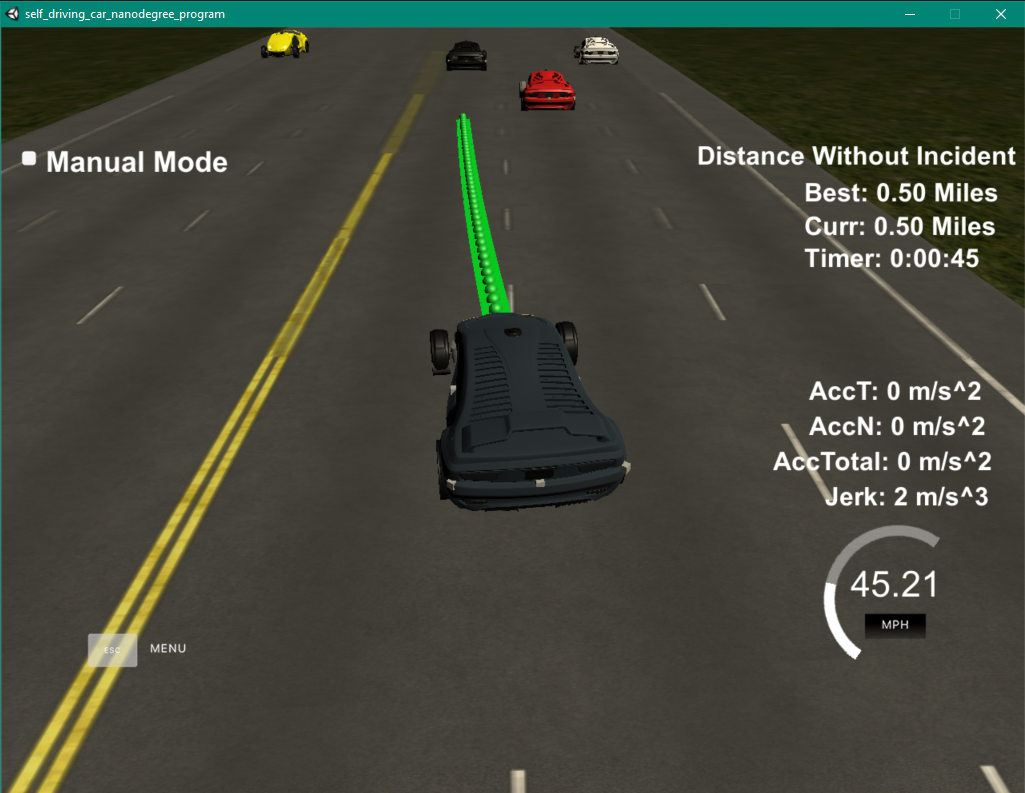 self_driving_car_nanodegree_program
Manual Mode
Distance Without Incident
Best: 0.50 Miles
Curr: 0.50 Miles
Timer: 0:00:45
AccT: 0 m/s^2
AccN: 0 m/s^2
AccTotal: 0 m/s^2
Jerk: 2 m/s^3
45.21
MPH
ESC MENU